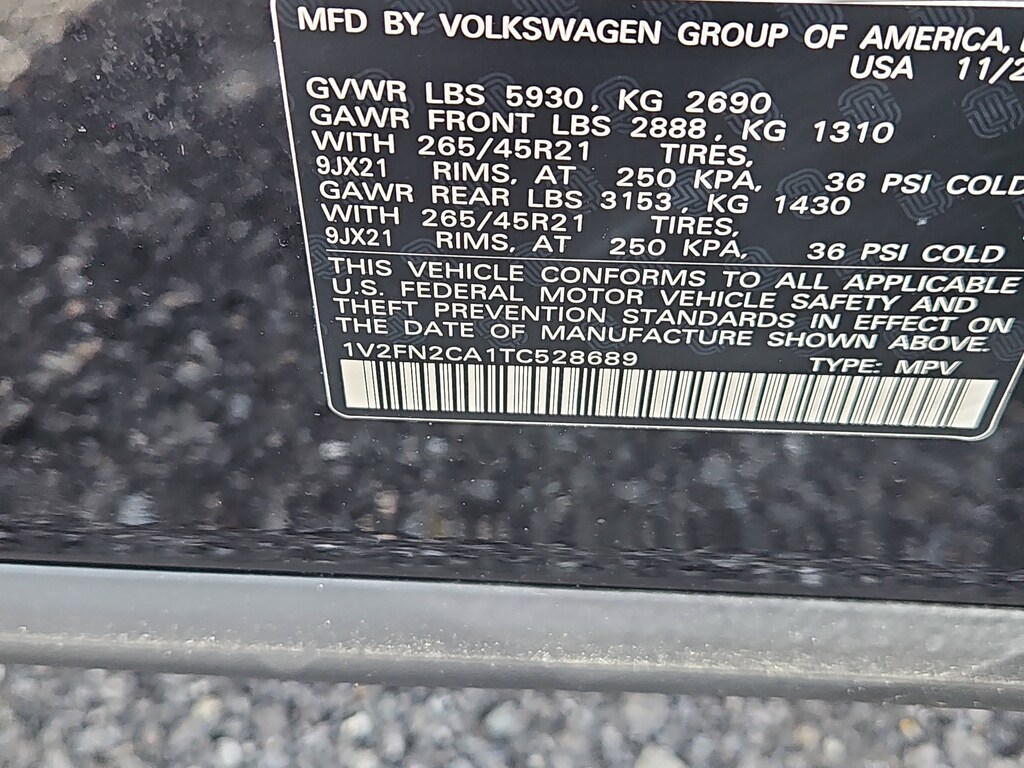 MFD BY VOLKSWAGEN GROUP OF AMERICA,
USA 11/2
GVWR LBS 5930, KG 2690
GAWR FRONT LBS 2888, KG 1310
WITH 265/45R21 TIRES,
9JX21 RIMS, AT 250 KPA, 36 PSI COLD
GAWR REAR LBS 3153, KG 1430
WITH 265/45R21 TIRES,
9JX21 RIMS, AT 250 KPA, 36 PSI COLD
THIS VEHICLE CONFORMS TO ALL APPLICABLE
U.S. FEDERAL MOTOR VEHICLE SAFETY AND
THEFT PREVENTION STANDARDS IN EFFECT ON
THE DATE OF MANUFACTURE SHOWN ABOVE.
1V2FN2CA1TC528689 TYPE: MPV